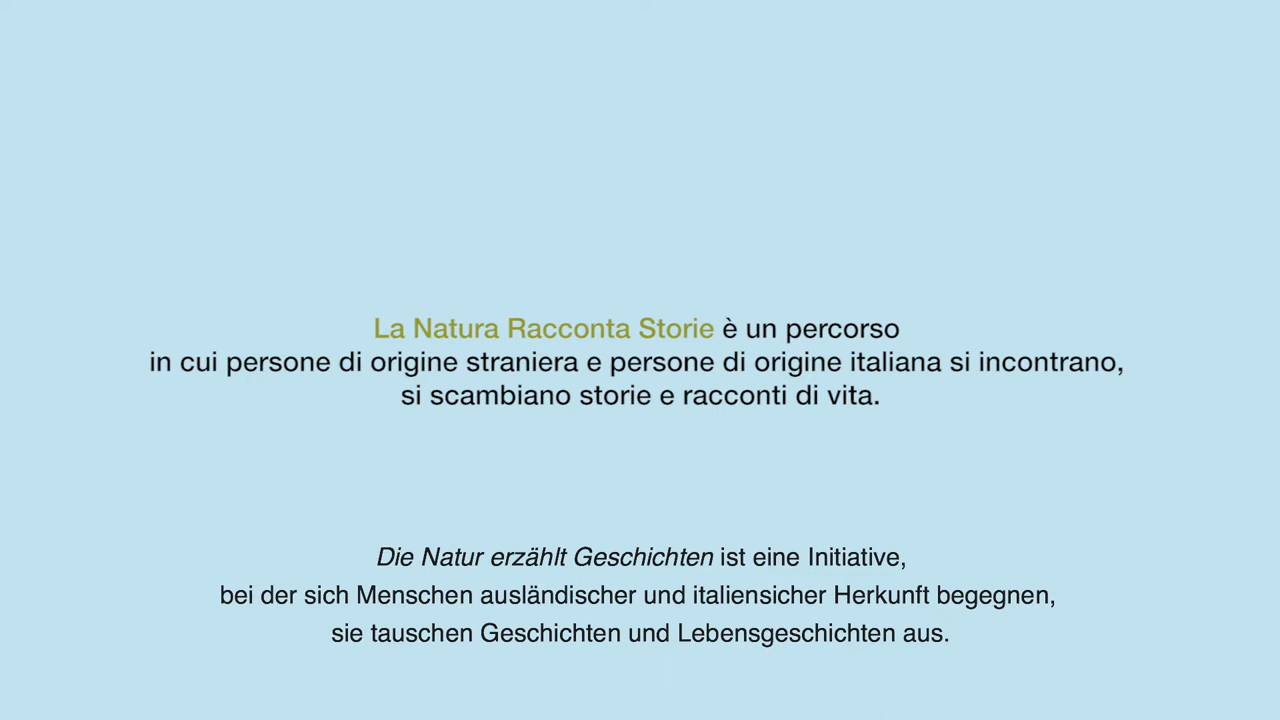 La Natura Racconta Storie è un percorso
in cui persone di origine straniera e persone di origine italiana si incontrano,
si scambiano storie e racconti di vita.
Die Natur erzählt Geschichten ist eine Initiative,
bei der sich Menschen ausländischer und italiensicher Herkunft begegnen,
sie tauschen Geschichten und Lebensgeschichten aus.